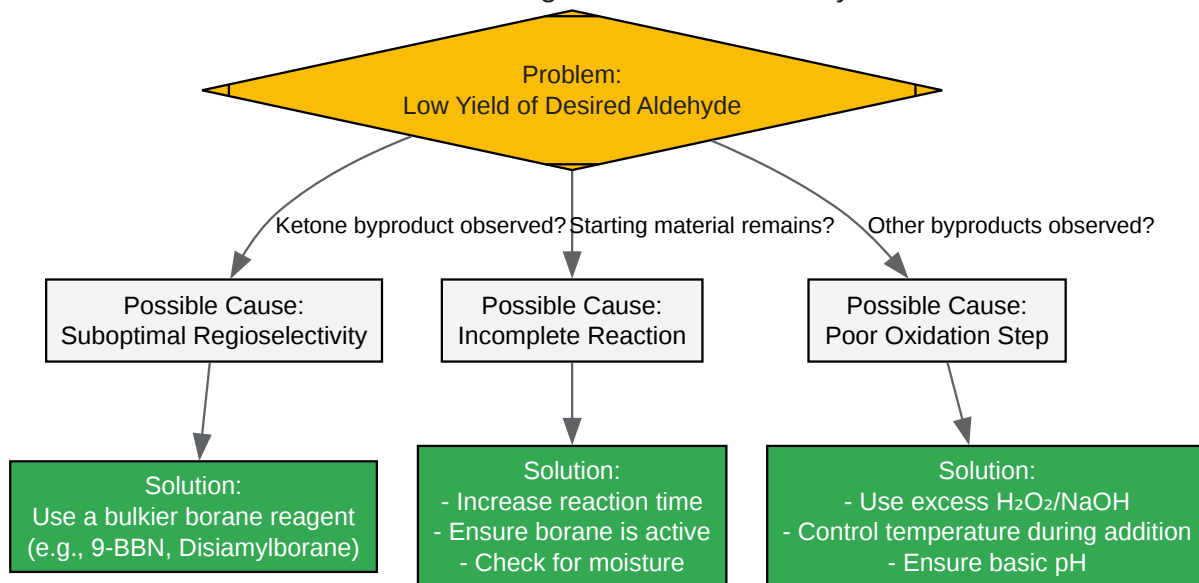 Problem:
Low Yield of Desired Aldehyde
Ketone byproduct observed?
Starting material remains?
Other byproducts observed?
Possible Cause:
Suboptimal Regioselectivity
Possible Cause:
Incomplete Reaction
Possible Cause:
Poor Oxidation Step
Solution:
Use a bulkier borane reagent
(e.g., 9-BBN, Disiamylborane)
Solution:
- Increase reaction time
- Ensure borane is active
- Check for moisture
Solution:
- Use excess H₂O₂/NaOH
- Control temperature during addition
- Ensure basic pH